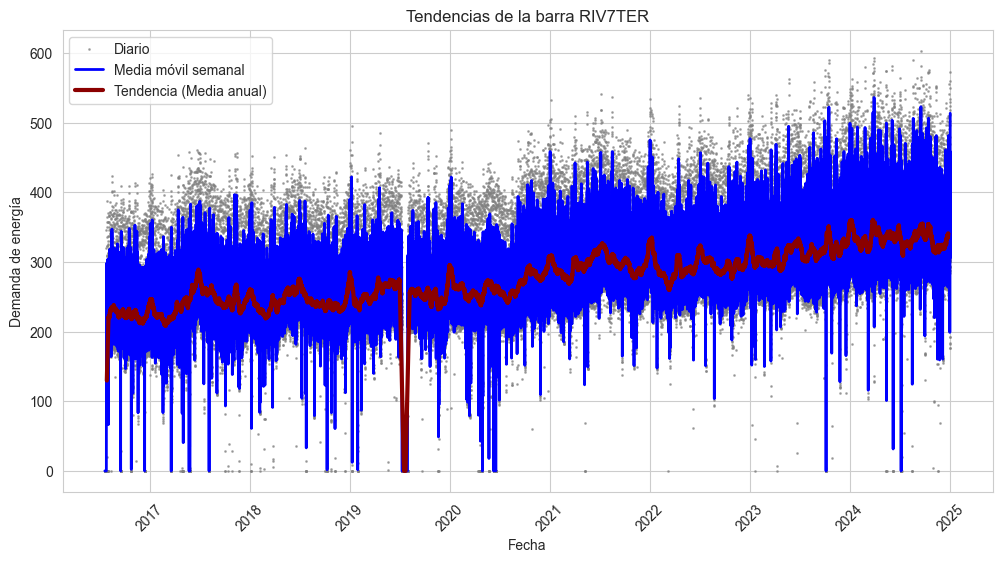 Tendencias de la barra RIV7TER
Diario
Media móvil semanal
Tendencia (Media anual)
Demanda de energía
600
500
400
300
200
100
0
2017
2018
2019
2020
2021
2022
2023
2024
2025
Fecha